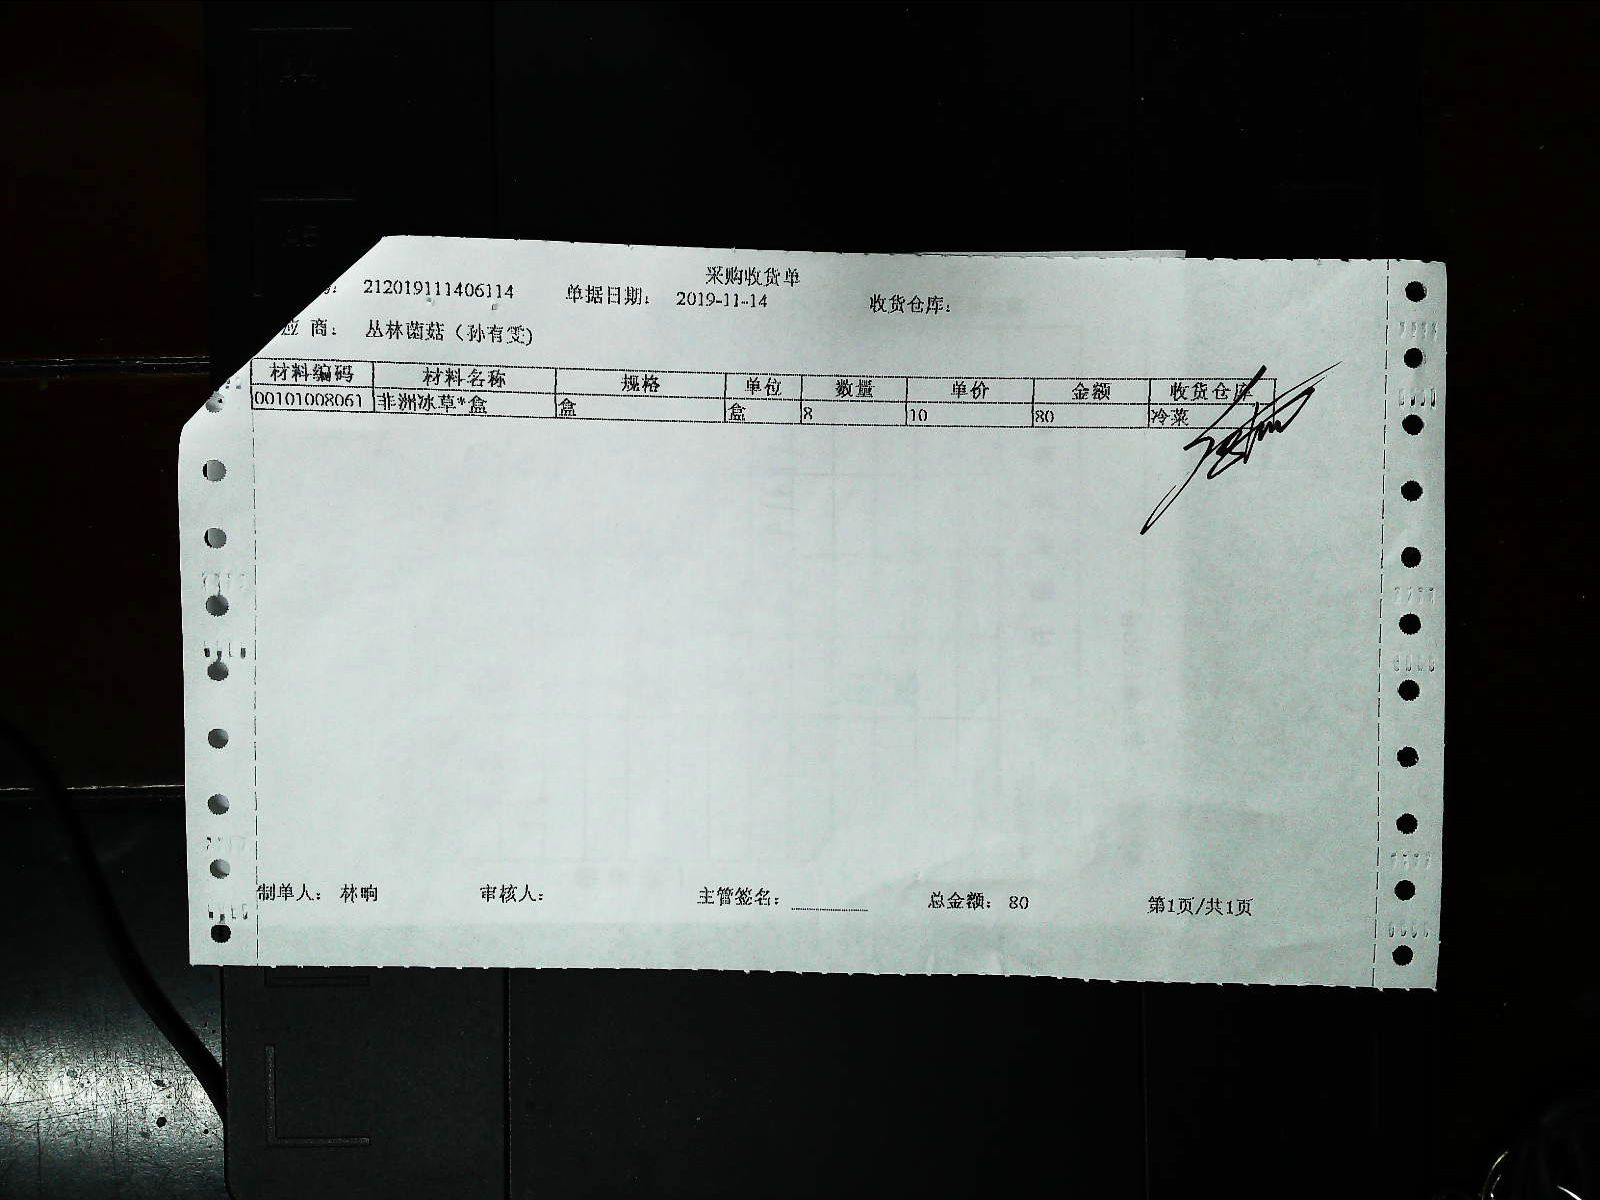 采购收货单
: 212019111406114 单据日期: 2019-11-14 收货仓库:
应 商: 丛林菌菇（孙有雯)
材料编码 材料名称 规格 单位 数量 单价 金额 收货仓库
00101008061 非洲冰草*盒 盒 盒 8 10 80 冷菜
制单人: 林晌 审核人: 主管签名: 总金额: 80 第1页/共1页